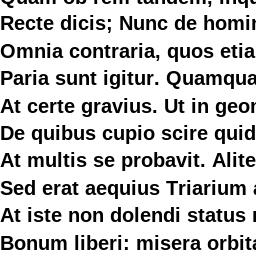 Quam ob rem tandem, inqu
Recte dicis; Nunc de homin
Omnia contraria, quos etia
Paria sunt igitur. Quamqua
At certe gravius. Ut in geon
De quibus cupio scire quid
At multis se probavit. Alite
Sed erat aequius Triarium a
At iste non dolendi status n
Bonum liberi: misera orbita